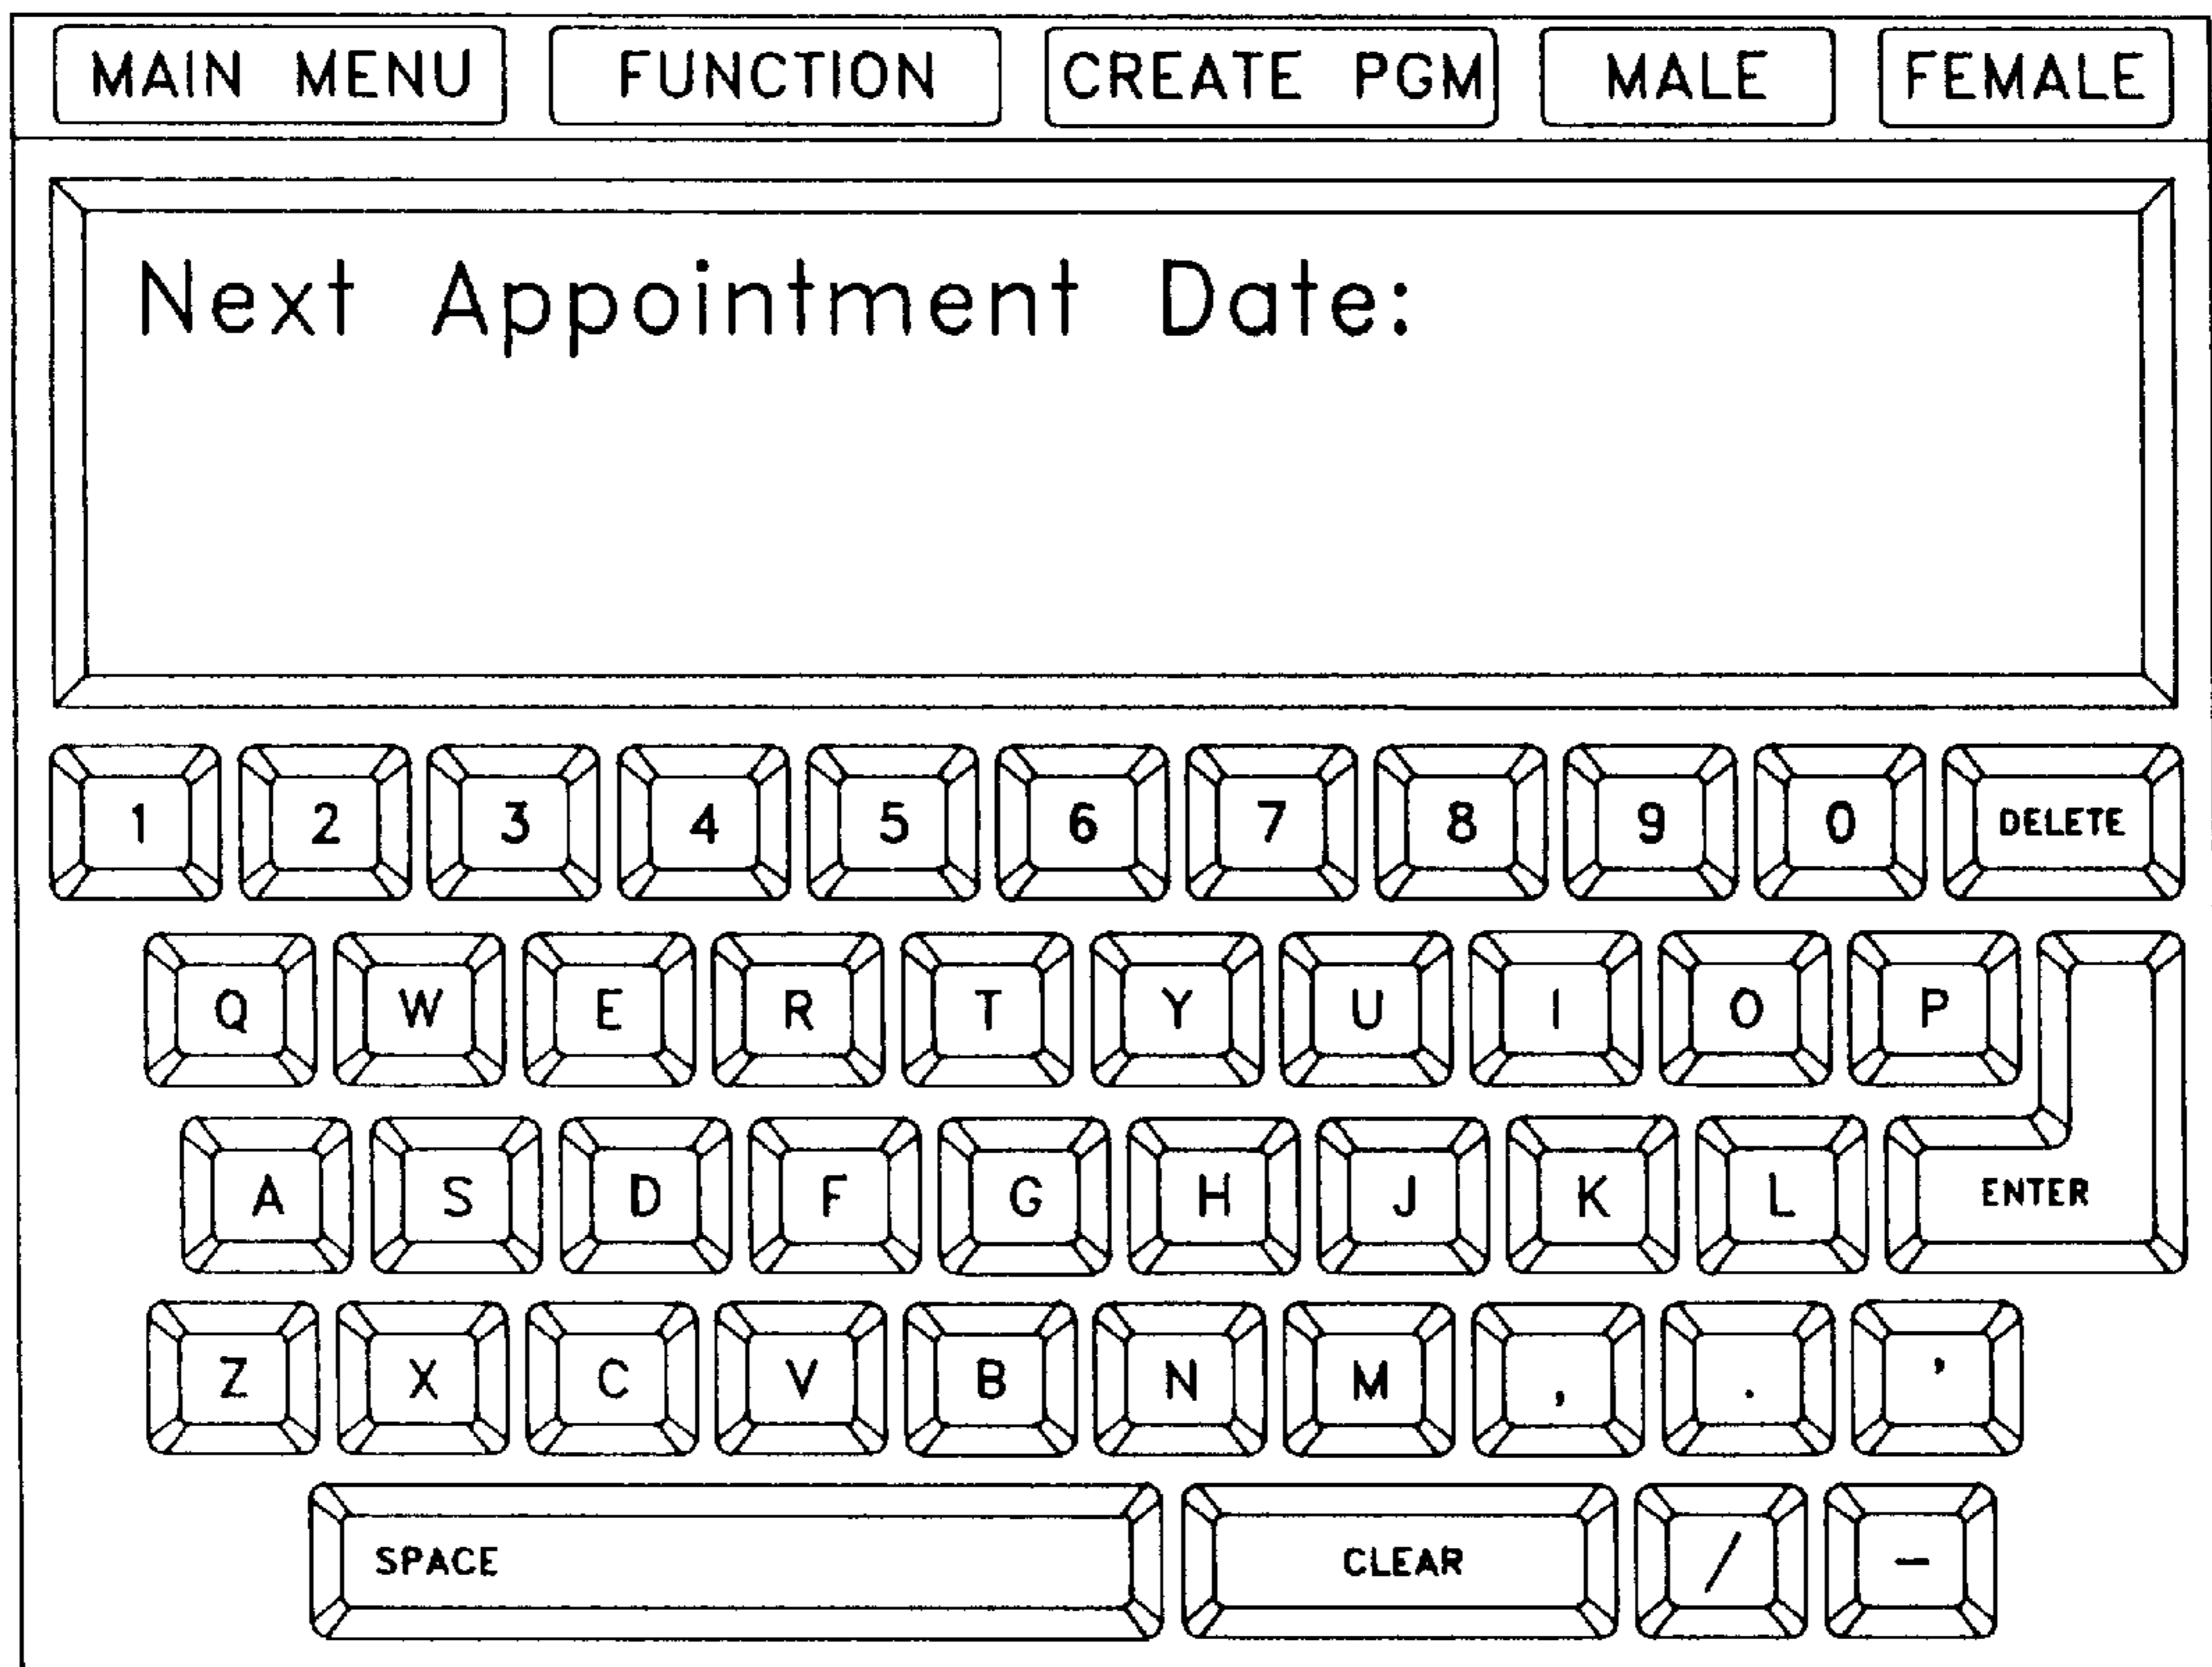 MAIN MENU FUNCTION CREATE PGM MALE FEMALE
Next Appointment Date:
1 2 3 4 5 6 7 8 9 0 DELETE
Q W E R T Y U I O P
A S D F G H J K L ENTER
Z X C V B N M , . '
SPACE CLEAR / -